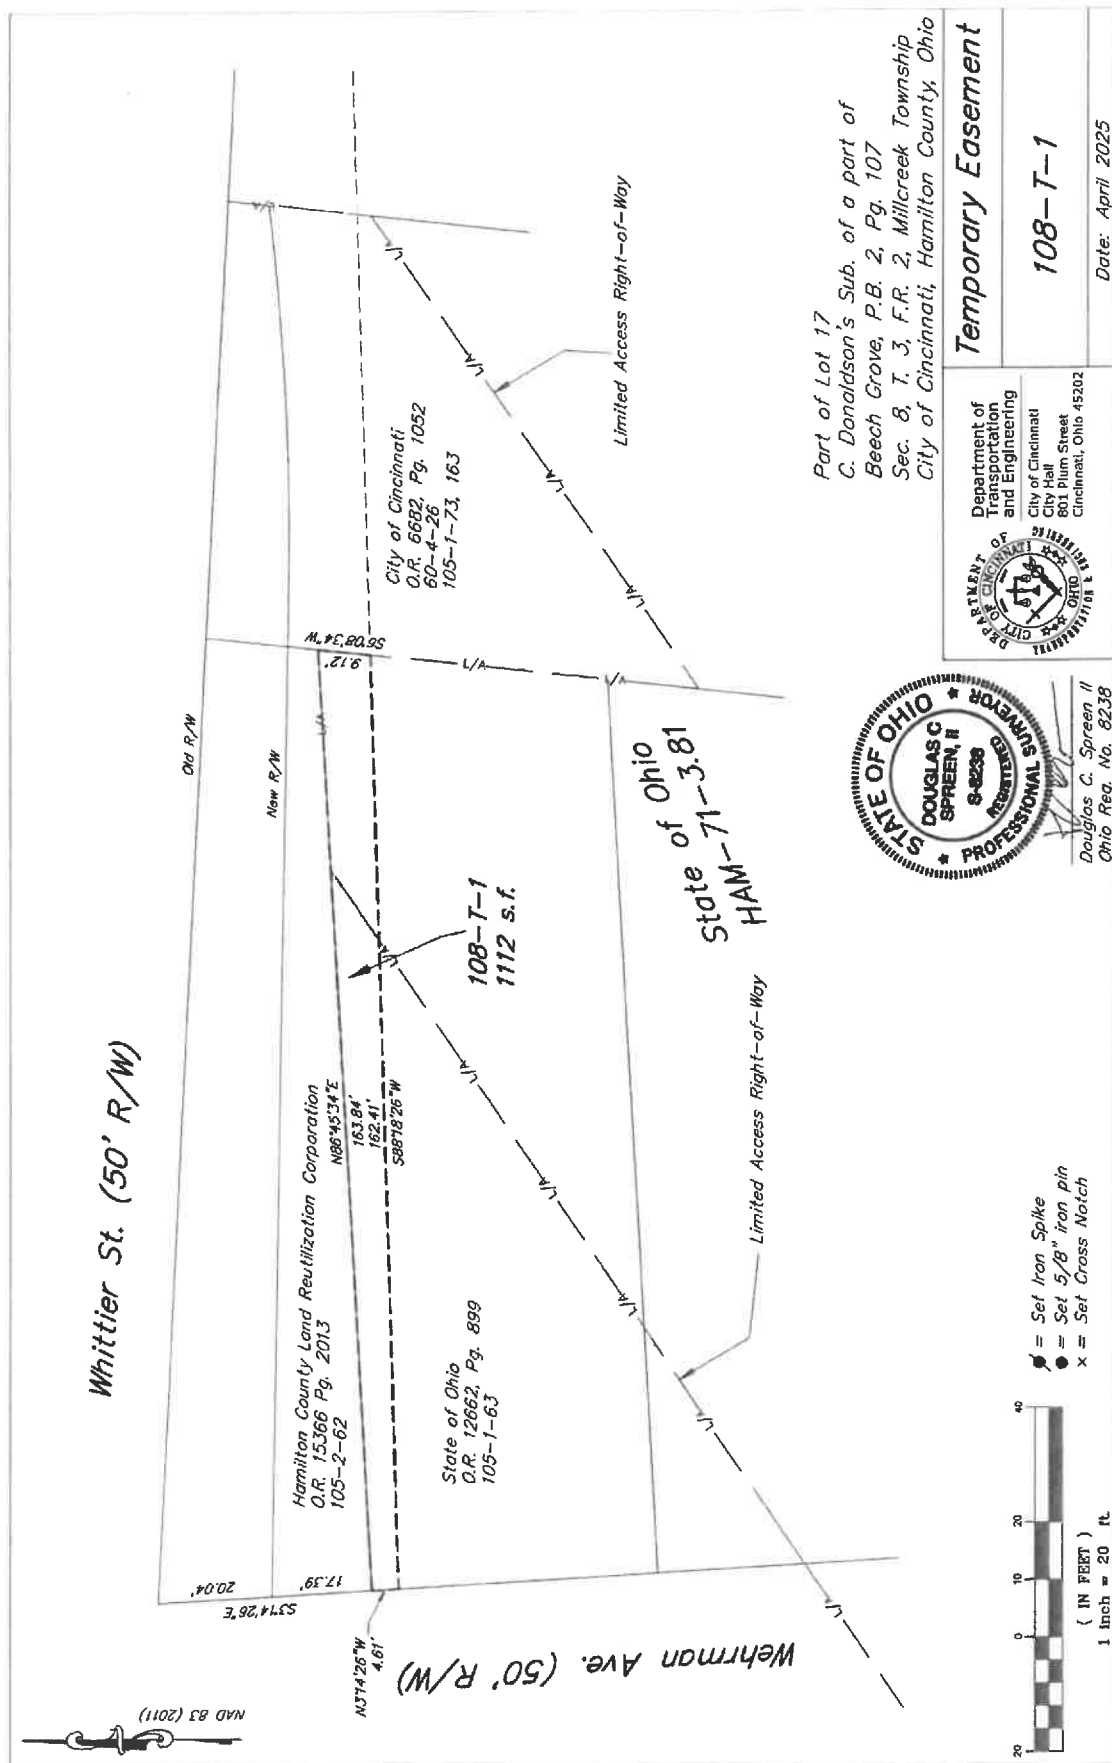 NAD 83 (2011)
Whittier St. (50' R/W)
Old R/W
New R/W
20.04'
17.39'
S3°14'26"E
N3°14'26"W
4.61'
Wehrman Ave. (50' R/W)
Hamilton County Land Reutilization Corporation
O.R. 15366 Pg. 2013
105-2-62
N86°45'34"E
163.84'
162.41'
S88°18'26"W
9.12'
S6°08'34"W
108-T-1
1112 s.f.
State of Ohio
O.R. 12662, Pg. 899
105-1-63
City of Cincinnati
O.R. 6682, Pg. 1052
60-4-26
105-1-73, 163
L/A
L/A
L/A
L/A
L/A
L/A
L/A
L/A
L/A
Limited Access Right-of-Way
Limited Access Right-of-Way
State of Ohio
HAM-71-3.81
Part of Lot 17
C. Donaldson's Sub. of a part of
Beech Grove, P.B. 2, Pg. 107
Sec. 8, T. 3, F.R. 2, Millcreek Township
City of Cincinnati, Hamilton County, Ohio
= Set Iron Spike
= Set 5/8" iron pin
x = Set Cross Notch
20 0 10 20 40
( IN FEET )
1 inch = 20 ft.
STATE OF OHIO
DOUGLAS C
SPREEN, II
S-8238
REGISTERED
PROFESSIONAL SURVEYOR
Douglas C. Spreen II
Ohio Reg. No. 8238
DEPARTMENT OF
TRANSPORTATION & ENGINEERING
CITY OF CINCINNATI
OHIO
Department of
Transportation
and Engineering
City of Cincinnati
City Hall
801 Plum Street
Cincinnati, Ohio 45202
Temporary Easement
108-T-1
Date: April 2025